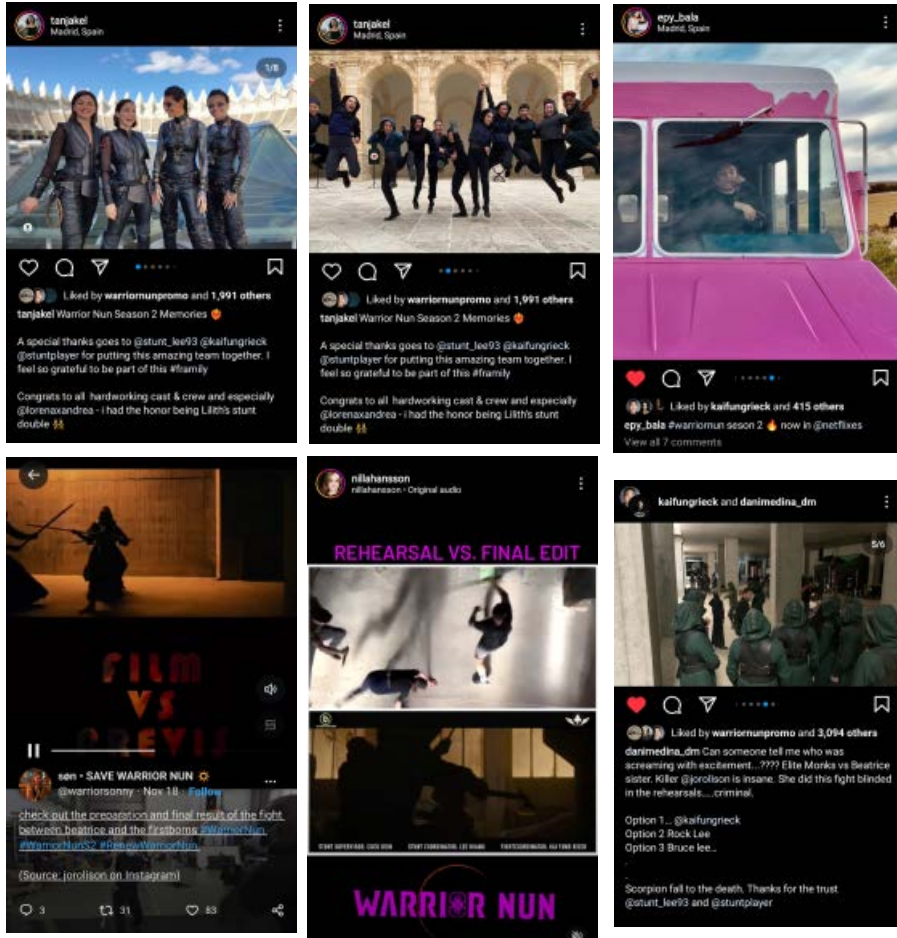 tanjakel
Madrid, Spain
1/8
Liked by warriornunpromo and 1,991 others
tanjakel Warrior Nun Season 2 Memories ❤️‍🔥
A special thanks goes to @stunt_lee93 @kaifungrieck
@stuntplayer for putting this amazing team together. I
feel so grateful to be part of this #framily
Congrats to all hardworking cast & crew and especially
@lorenaxandrea - i had the honor being Lilith's stunt
double 👯
tanjakel
Madrid, Spain
Liked by warriornunpromo and 1,991 others
tanjakel Warrior Nun Season 2 Memories ❤️‍🔥
A special thanks goes to @stunt_lee93 @kaifungrieck
@stuntplayer for putting this amazing team together. I
feel so grateful to be part of this #framily
Congrats to all hardworking cast & crew and especially
@lorenaxandrea - i had the honor being Lilith's stunt
double 👯
epy_bala
Madrid, Spain
Liked by kaifungrieck and 415 others
epy_bala #warriornun seson 2 🔥 now in @netflixes
View all 7 comments
FILM
VS
PREVIS
søn - SAVE WARRIOR NUN
@warriorsonny · Nov 18 · Follow
check out the preparation and final result of the fight
between beatrice and the firstborns #WarriorNun
#WarriorNunS2 #RenewWarriorNun
(Source: jorolison on Instagram)
3
31
83
nillahansson
nillahansson • Original audio
REHEARSAL VS. FINAL EDIT
WARRIOR NUN
kaifungrieck and danimedina_dm
5/6
Liked by warriornunpromo and 3,094 others
danimedina_dm Can someone tell me who was
screaming with excitement...???? Elite Monks vs Beatrice
sister. Killer @jorolison is insane. She did this fight blinded
in the rehearsals.....criminal.
Option 1... @kaifungrieck
Option 2 Rock Lee
Option 3 Bruce lee...
.
.
Scorpion fall to the death. Thanks for the trust
@stunt_lee93 and @stuntplayer